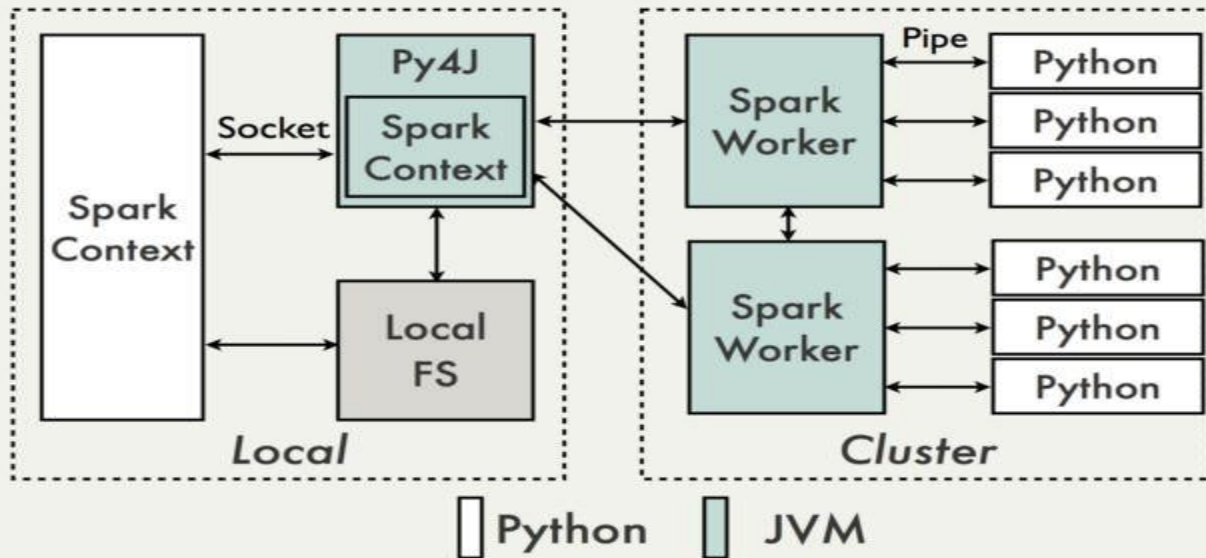 Spark
Context
Socket
Py4J
Spark
Context
Local
FS
Local
Spark
Worker
Pipe
Python
Python
Python
Spark
Worker
Python
Python
Python
Cluster
Python
JVM